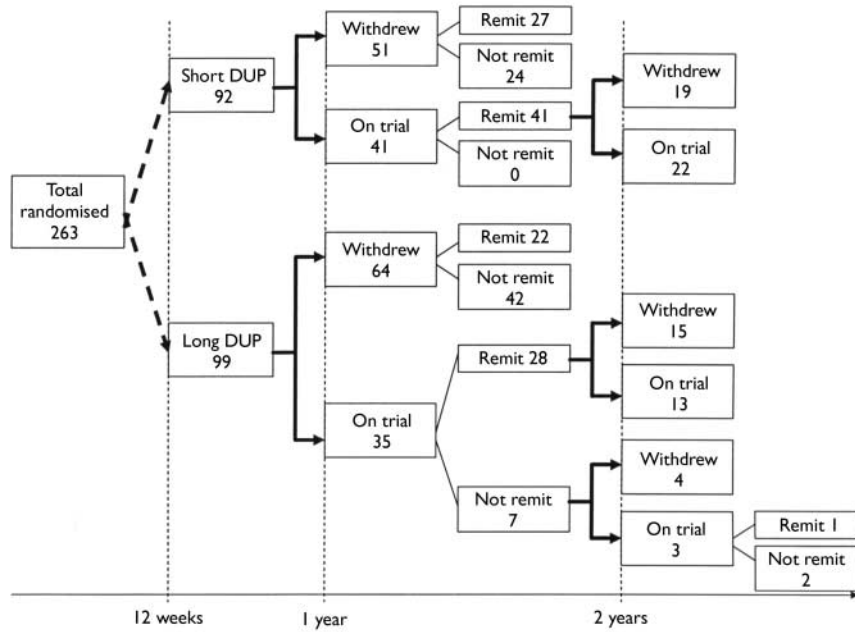 Total
randomised
263
Short DUP
92
Withdrew
51
Remit 27
Not remit
24
On trial
41
Remit 41
Not remit
0
Withdrew
19
On trial
22
Long DUP
99
Withdrew
64
Remit 22
Not remit
42
On trial
35
Remit 28
Withdrew
15
On trial
13
Not remit
7
Withdrew
4
On trial
3
Remit 1
Not remit
2
12 weeks
1 year
2 years